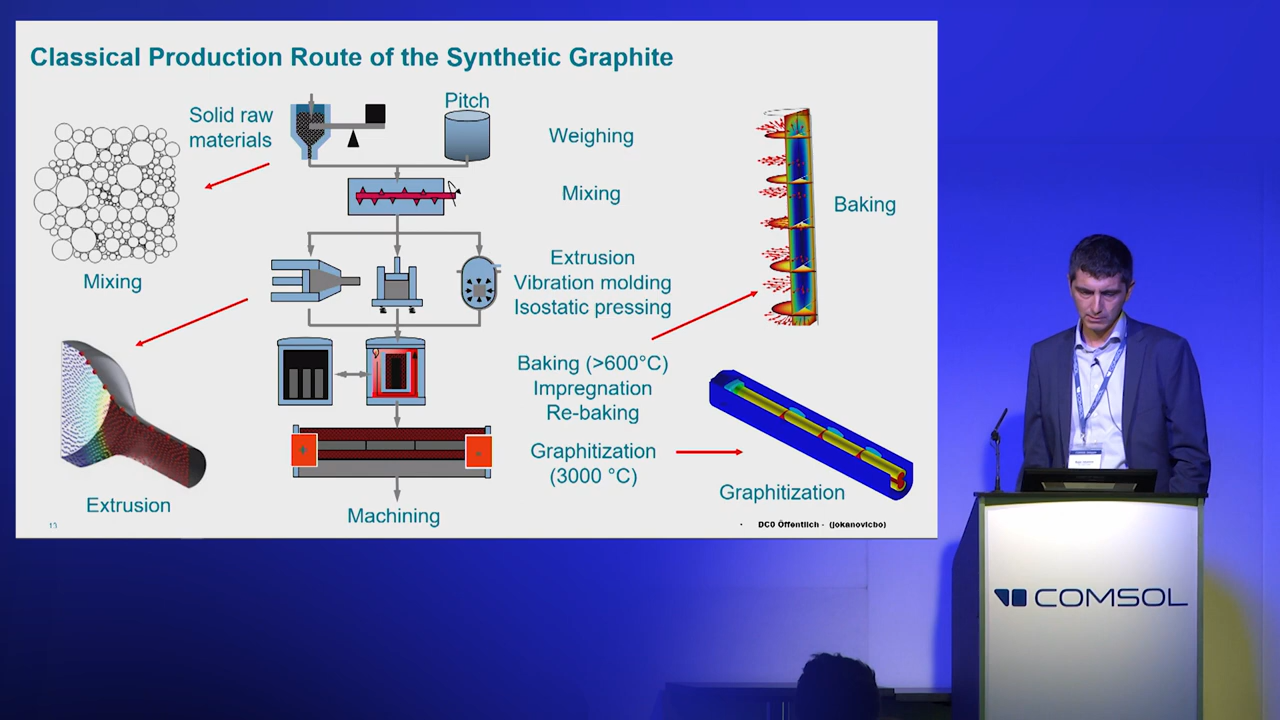 Classical Production Route of the Synthetic Graphite
Solid raw
materials
Pitch
Weighing
Mixing
Baking
Mixing
Extrusion
Vibration molding
Isostatic pressing
Baking (>600°C)
Impregnation
Re-baking
Graphitization
(3000 °C)
Graphitization
Extrusion
Machining
13
· DC0 Öffentlich - (jokanovicbo)
COMSOL